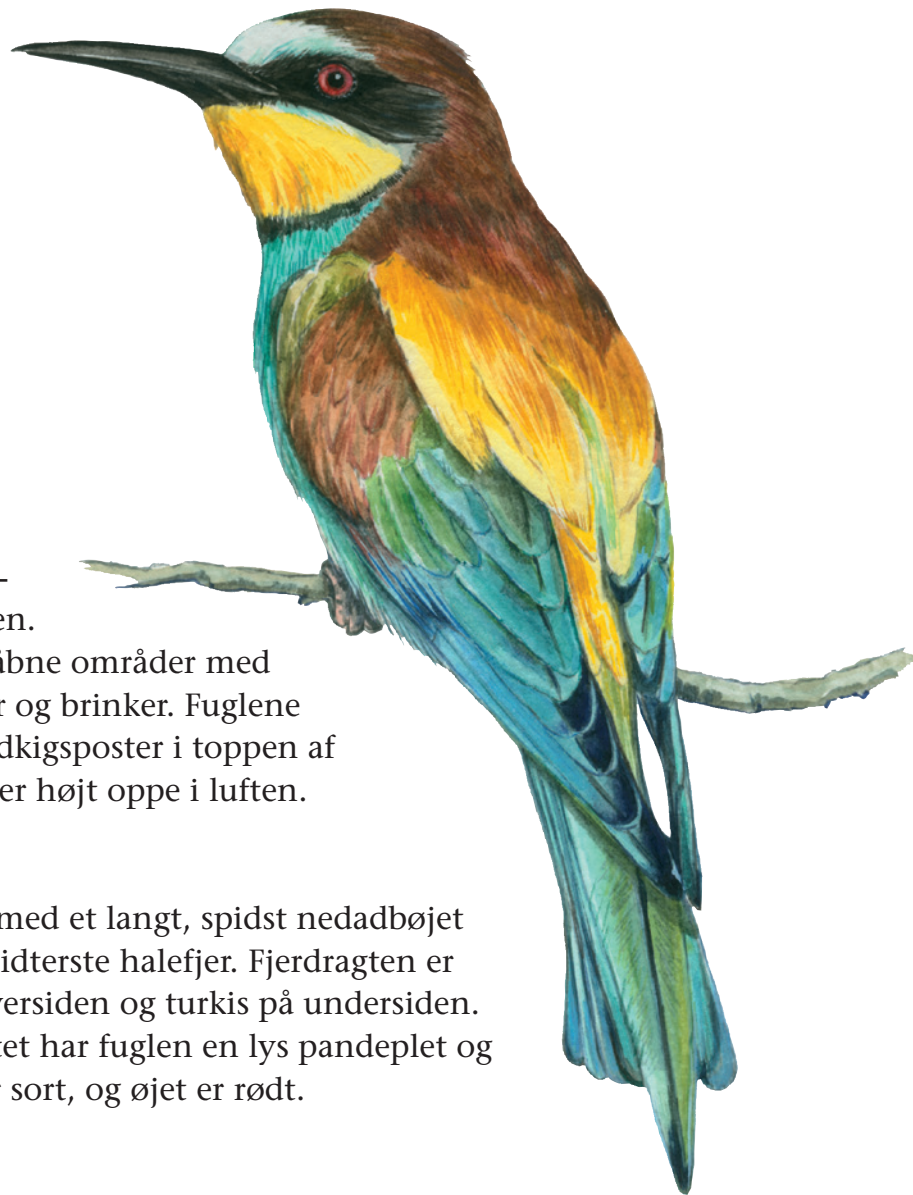 -
en.
åbne områder med
r og brinker. Fuglene
dkigsposter i toppen af
er højt oppe i luften.
med et langt, spidst nedadbøjet
idterste halefjer. Fjerdragten er
versiden og turkis på undersiden.
tet har fuglen en lys pandeplet og
r sort, og øjet er rødt.